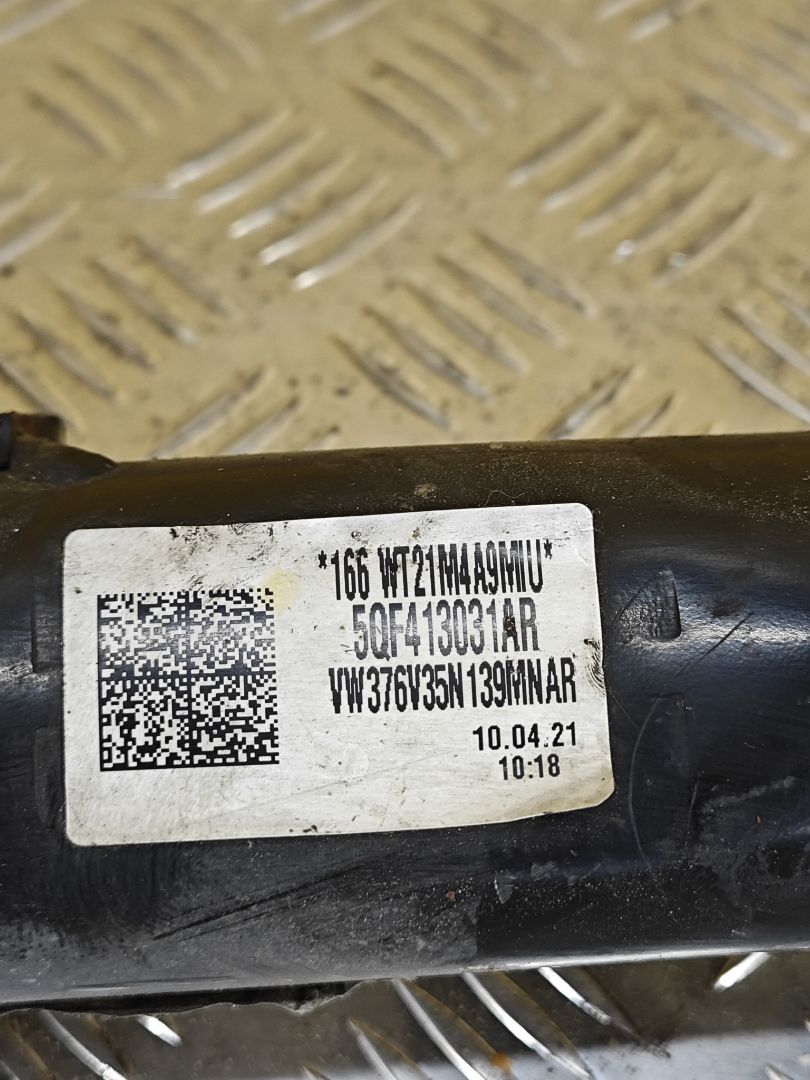 *166 WT21M4A9MIU*
5QF413031AR
VW376V35N139MNAR
10.04.21
10:18